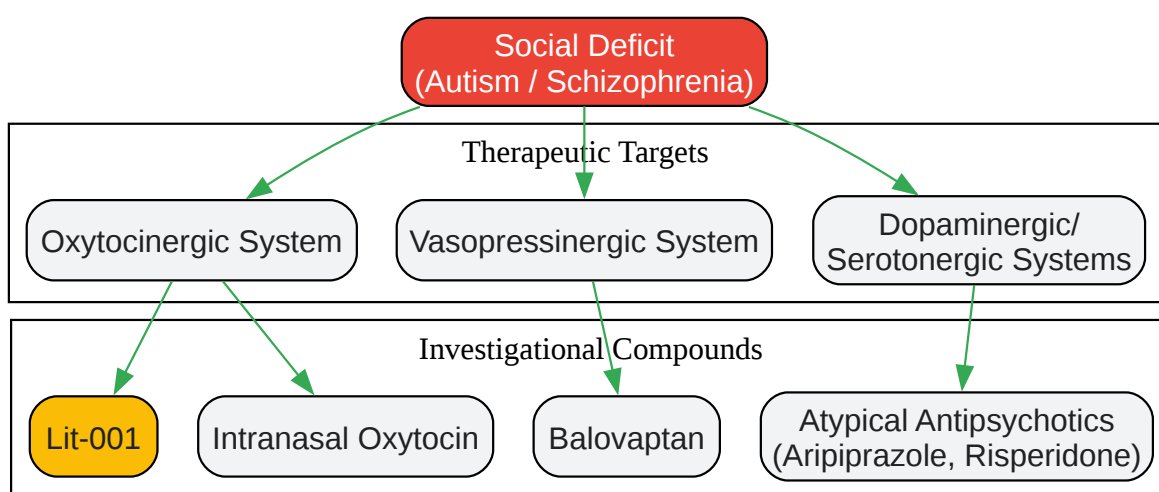 Social Deficit
(Autism / Schizophrenia)
Therapeutic Targets
Oxytocinergic System
Vasopressinergic System
Dopaminergic/
Serotonergic Systems
Investigational Compounds
Lit-001
Intranasal Oxytocin
Balovaptan
Atypical Antipsychotics
(Aripiprazole, Risperidone)